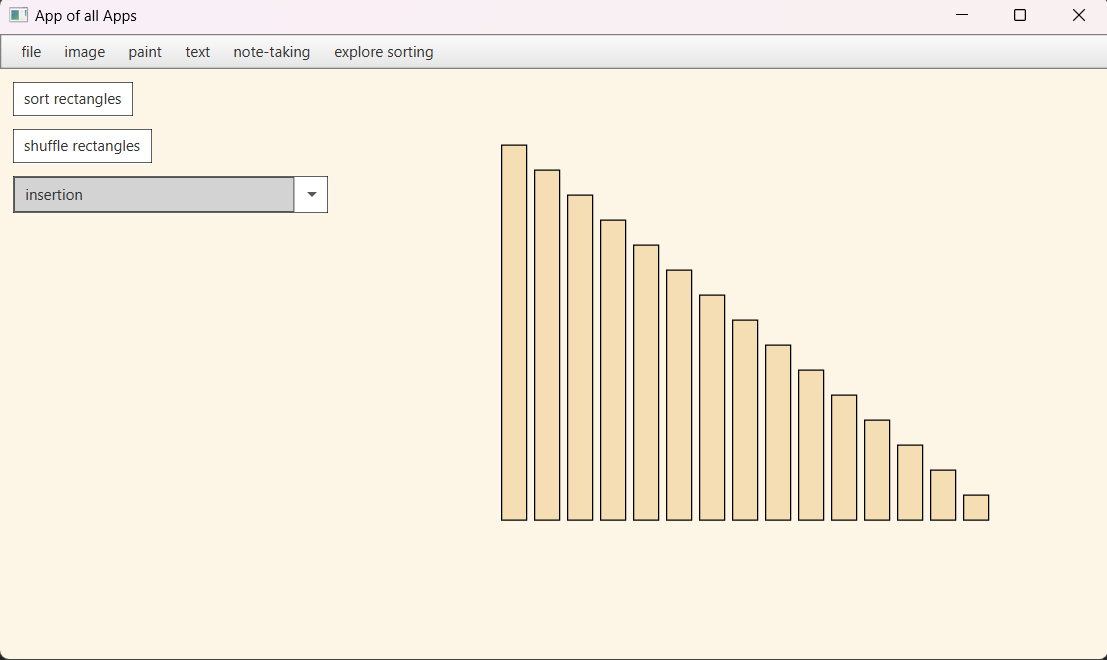 App of all Apps
file image paint text note-taking explore sorting
sort rectangles
shuffle rectangles
insertion